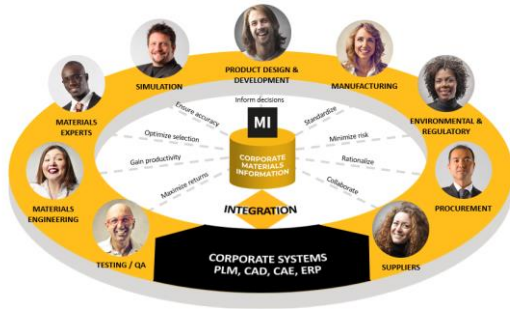 PRODUCT DESIGN &
DEVELOPMENT
SIMULATION
MANUFACTURING
MATERIALS
EXPERTS
ENVIRONMENTAL &
REGULATORY
Inform decisions
Ensure accuracy
Standardize
MI
Optimize selection
Minimize risk
Gain productivity
CORPORATE
MATERIALS
INFORMATION
Rationalize
Maximize returns
Collaborate
MATERIALS
ENGINEERING
PROCUREMENT
INTEGRATION
TESTING / QA
CORPORATE SYSTEMS
PLM, CAD, CAE, ERP
SUPPLIERS